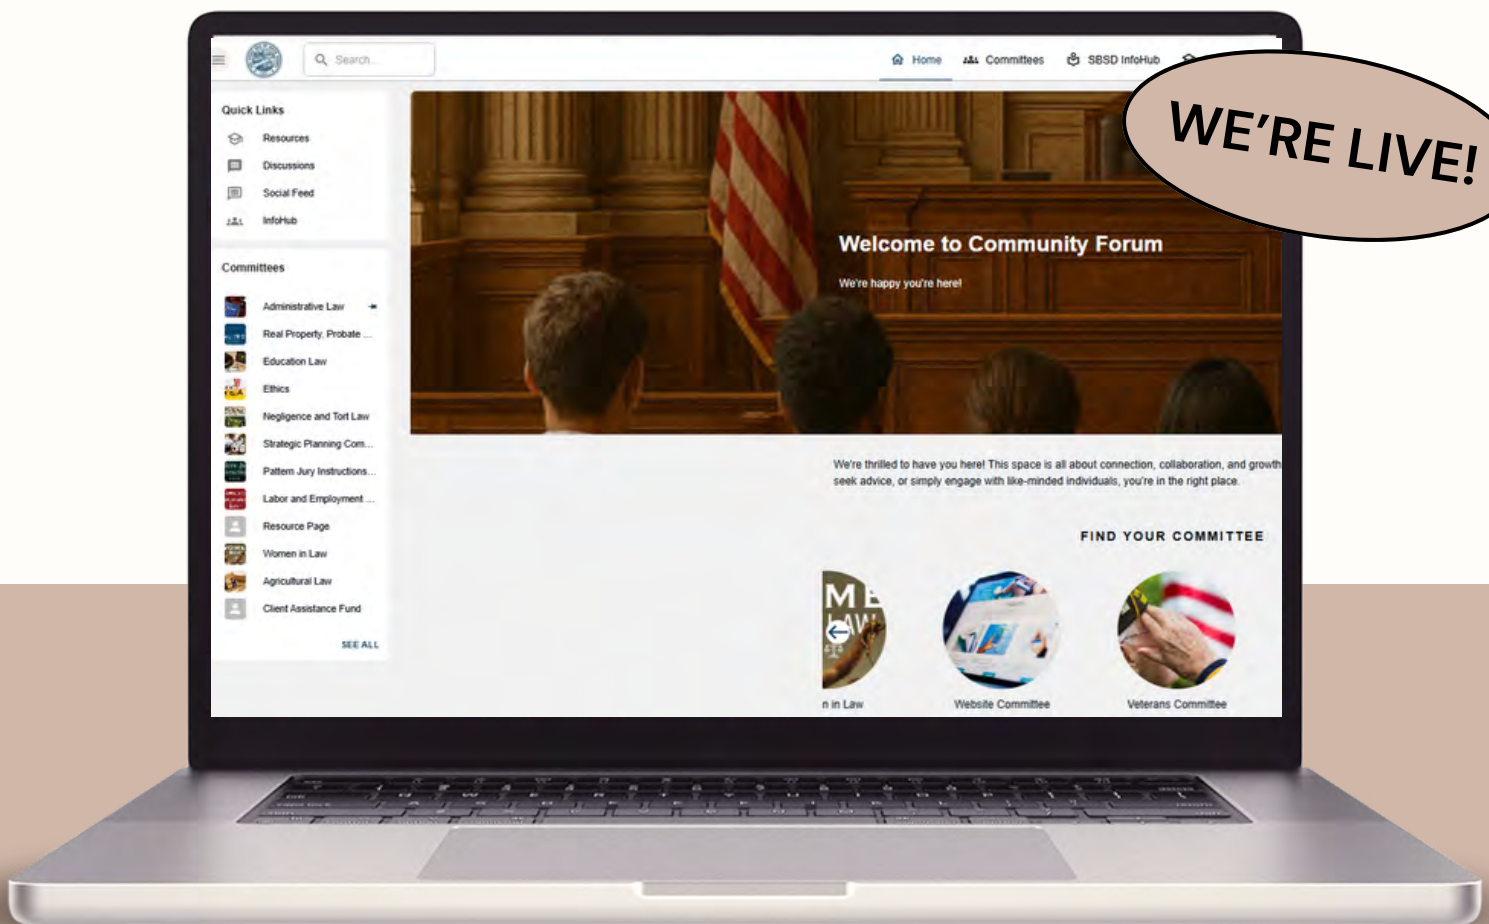 Search...
Home
Committees
SBSD InfoHub
WE'RE LIVE!
Quick Links
Resources
Discussions
Social Feed
InfoHub
Committees
Administrative Law
Real Property, Probate ...
Education Law
Ethics
Negligence and Tort Law
Strategic Planning Com...
Pattern Jury Instructions...
Labor and Employment ...
Resource Page
Women in Law
Agricultural Law
Client Assistance Fund
SEE ALL
Welcome to Community Forum
We're happy you're here!
We're thrilled to have you here! This space is all about connection, collaboration, and growth
seek advice, or simply engage with like-minded individuals, you're in the right place.
FIND YOUR COMMITTEE
ME
LAW
n in Law
Website Committee
Veterans Committee